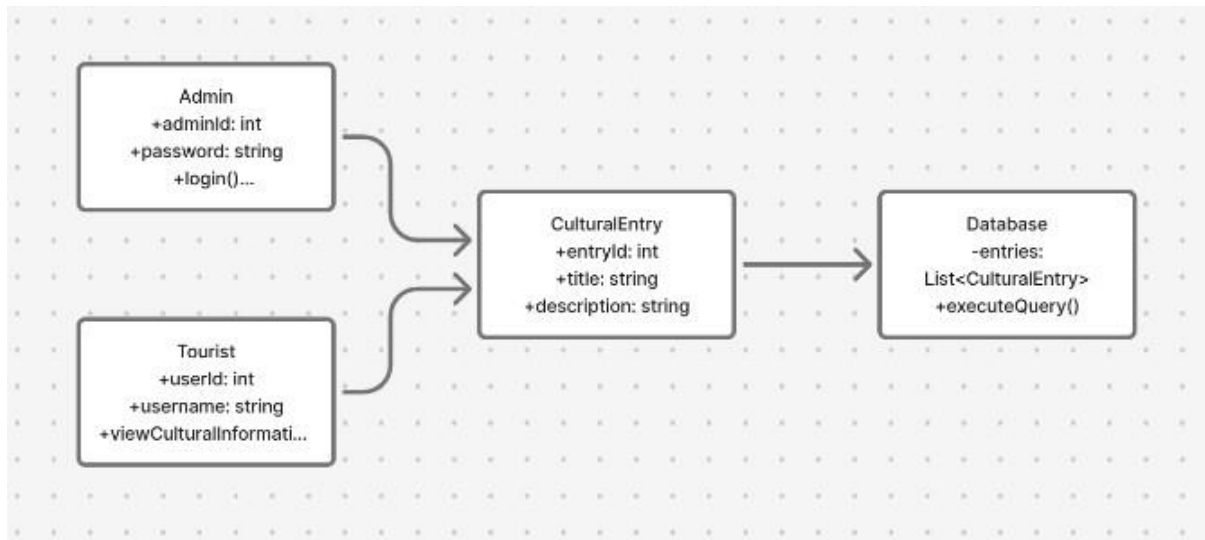 Admin
+adminId: int
+password: string
+login()...
Tourist
+userId: int
+username: string
+viewCulturalInformati...
CulturalEntry
+entryId: int
+title: string
+description: string
Database
-entries:
List<CulturalEntry>
+executeQuery()